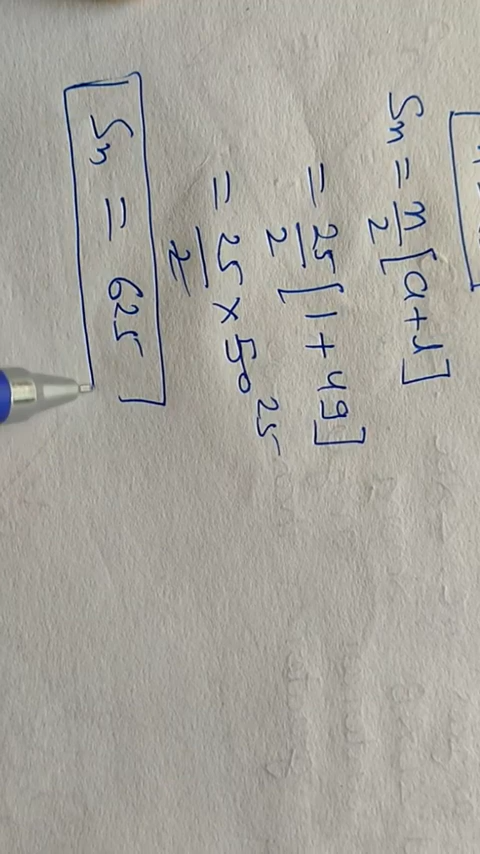 Sn = n/2 [a+l]
= 25/2 [1+49]
= 25/2 × 50 25
Sn = 625